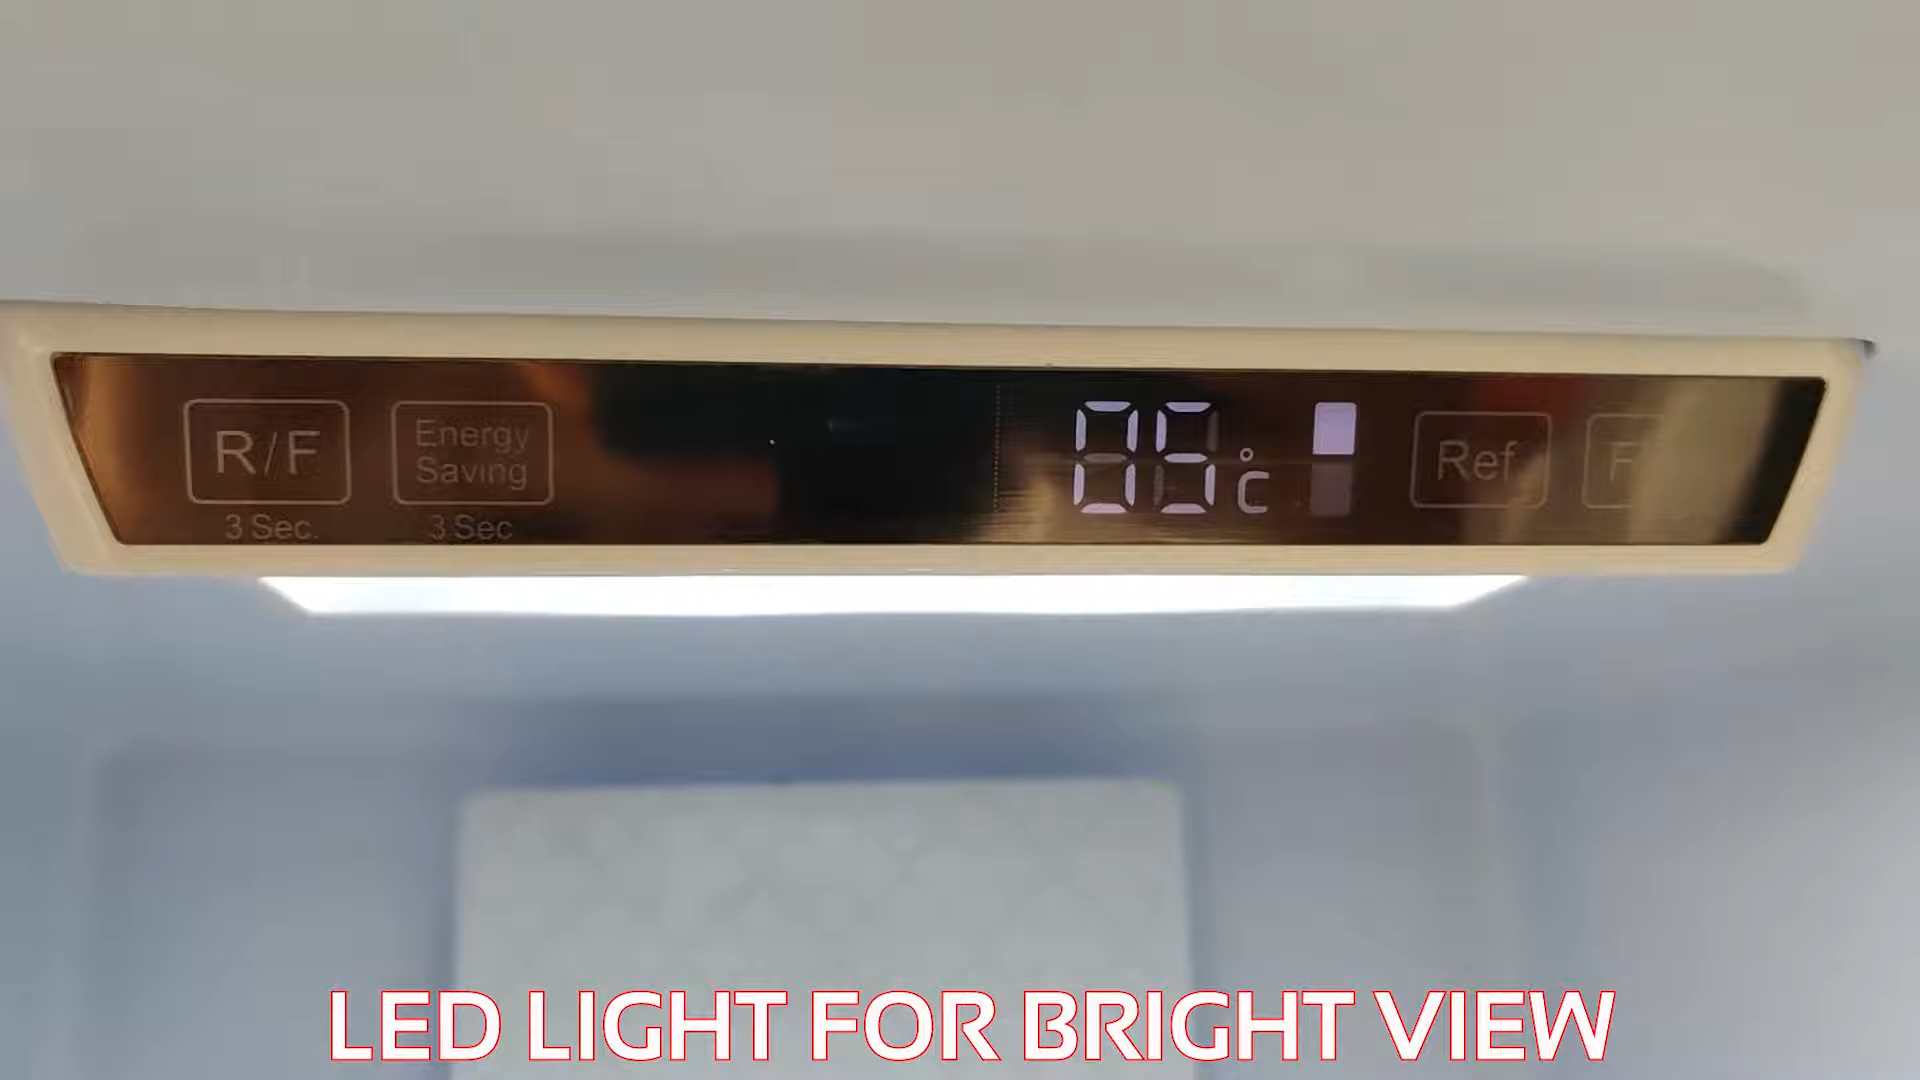 R/F
3 Sec.
Energy
Saving
3 Sec
05°C
Ref.
F
LED LIGHT FOR BRIGHT VIEW